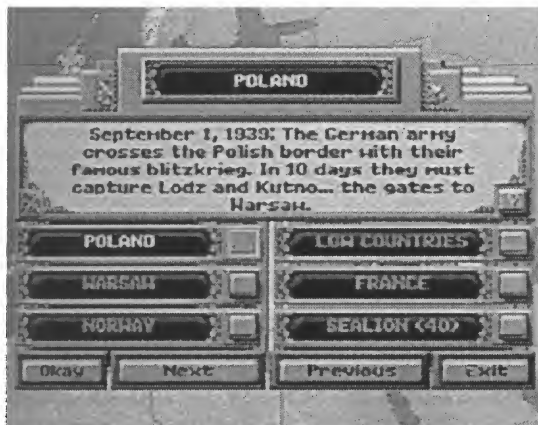 POLAND
September 1, 1939: The German army
crosses the Polish border with their
famous blitzkrieg. In 10 days they must
capture Lodz and Kutno... the gates to
Warsaw.
?
POLAND
LOW COUNTRIES
WARSAW
FRANCE
NORWAY
SEALION (40)
Okay
Next
Previous
Exit